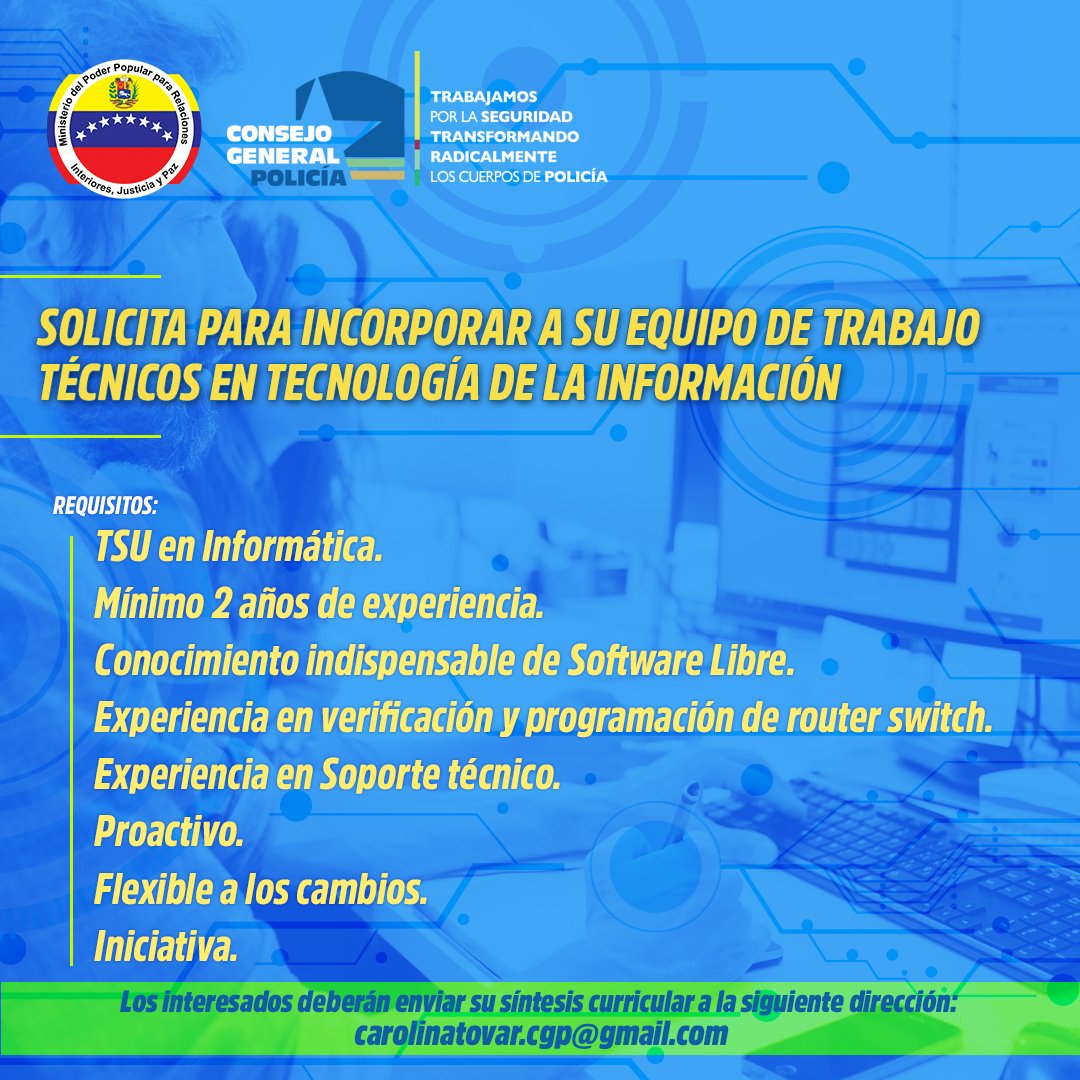 Ministerio del Poder Popular para Relaciones
Interiores, Justicia y Paz
CONSEJO
GENERAL
POLICÍA
TRABAJAMOS
POR LA SEGURIDAD
TRANSFORMANDO
RADICALMENTE
LOS CUERPOS DE POLICÍA
SOLICITA PARA INCORPORAR A SU EQUIPO DE TRABAJO
TÉCNICOS EN TECNOLOGÍA DE LA INFORMACIÓN
REQUISITOS:
TSU en Informática.
Mínimo 2 años de experiencia.
Conocimiento indispensable de Software Libre.
Experiencia en verificación y programación de router switch.
Experiencia en Soporte técnico.
Proactivo.
Flexible a los cambios.
Iniciativa.
Los interesados deberán enviar su síntesis curricular a la siguiente dirección:
carolinatovar.cgp@gmail.com